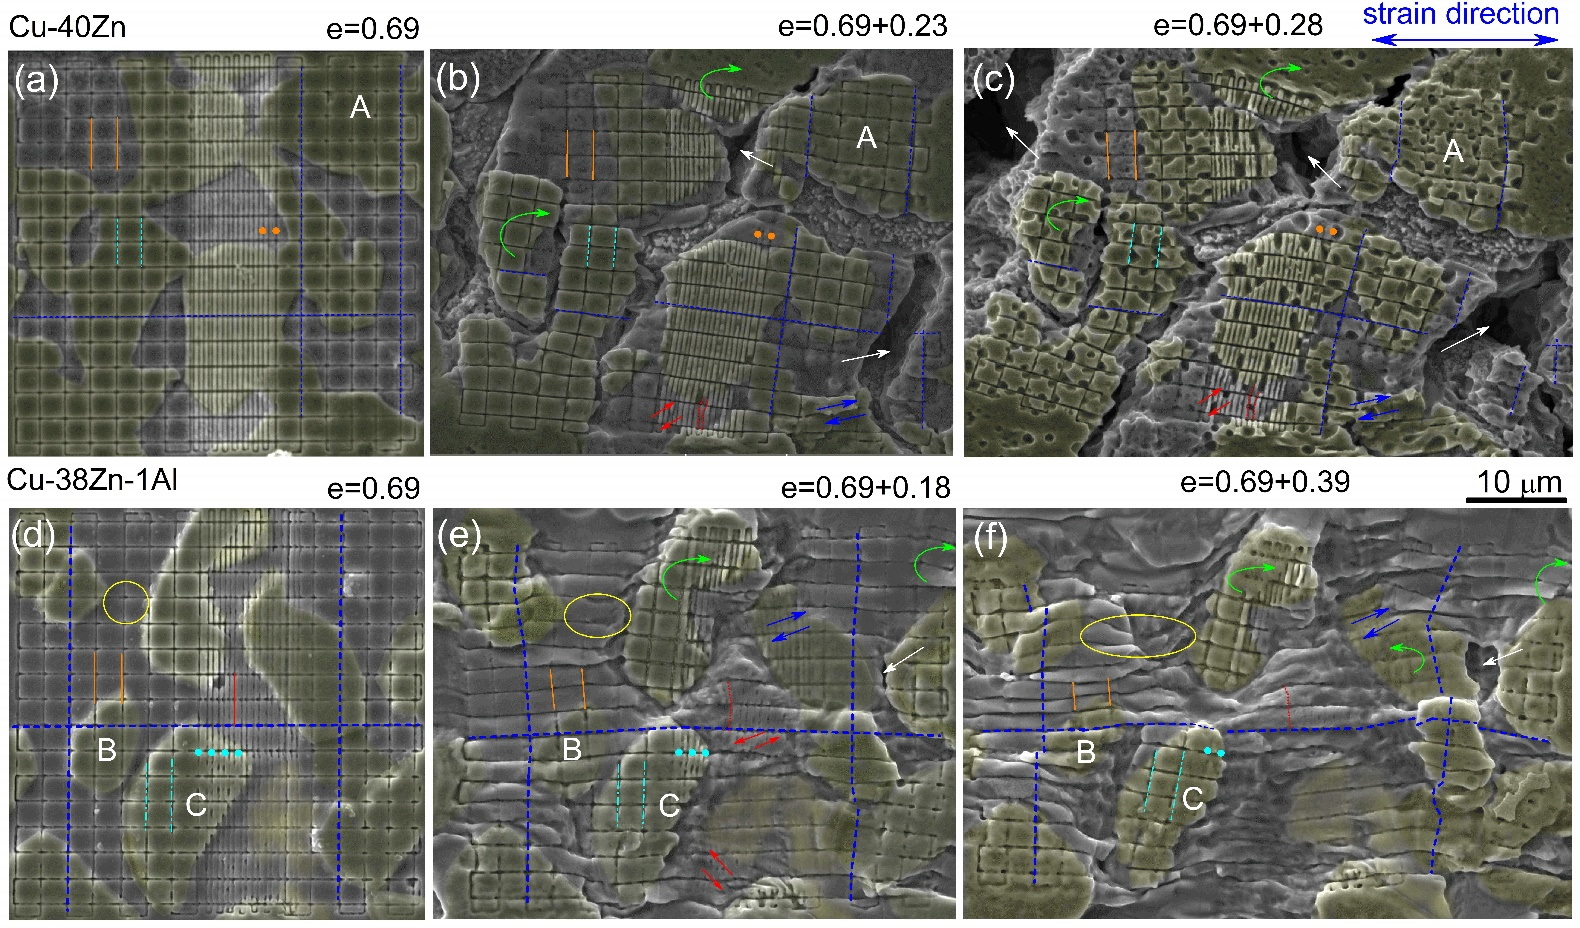 Cu-40Zn
e=0.69
e=0.69+0.23
e=0.69+0.28
strain direction
(a)
A
(b)
A
(c)
A
Cu-38Zn-1Al
e=0.69
e=0.69+0.18
e=0.69+0.39
10 μm
(d)
B
C
(e)
B
C
(f)
B
C